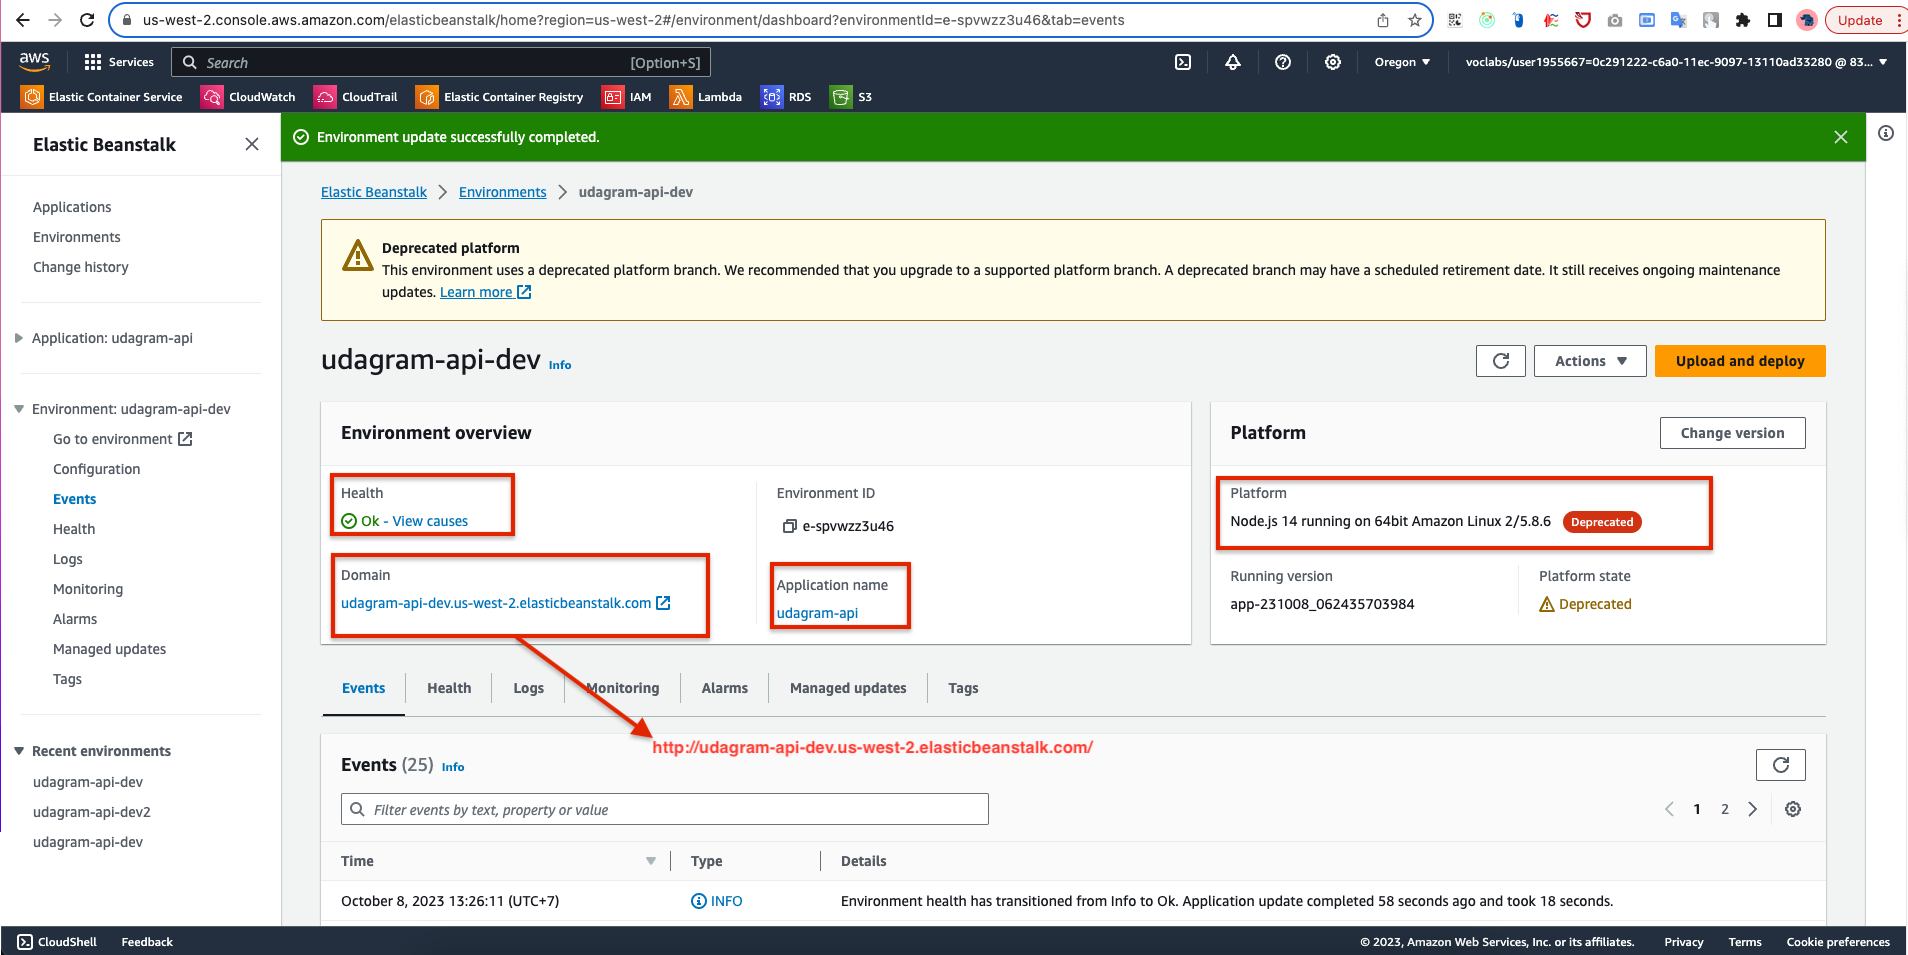 us-west-2.console.aws.amazon.com/elasticbeanstalk/home?region=us-west-2#/environment/dashboard?environmentId=e-spvwzz3u46&tab=events
Update
aws
Services
Search
[Option+S]
Oregon
voclabs/user1955667=0c291222-c6a0-11ec-9097-13110ad33280 @ 83...
Elastic Container Service
CloudWatch
CloudTrail
Elastic Container Registry
IAM
Lambda
RDS
S3
Elastic Beanstalk
Applications
Environments
Change history
Application: udagram-api
Environment: udagram-api-dev
Go to environment
Configuration
Events
Health
Logs
Monitoring
Alarms
Managed updates
Tags
Recent environments
udagram-api-dev
udagram-api-dev2
udagram-api-dev
Environment update successfully completed.
Elastic Beanstalk
Environments
udagram-api-dev
Deprecated platform
This environment uses a deprecated platform branch. We recommended that you upgrade to a supported platform branch. A deprecated branch may have a scheduled retirement date. It still receives ongoing maintenance
updates. Learn more
udagram-api-dev Info
Actions
Upload and deploy
Environment overview
Health
Ok - View causes
Domain
udagram-api-dev.us-west-2.elasticbeanstalk.com
Environment ID
e-spvwzz3u46
Application name
udagram-api
Platform
Change version
Platform
Node.js 14 running on 64bit Amazon Linux 2/5.8.6 Deprecated
Running version
app-231008_062435703984
Platform state
Deprecated
Events
Health
Logs
Monitoring
Alarms
Managed updates
Tags
http://udagram-api-dev.us-west-2.elasticbeanstalk.com/
Events (25) Info
Filter events by text, property or value
1
2
Time
Type
Details
October 8, 2023 13:26:11 (UTC+7)
INFO
Environment health has transitioned from Info to Ok. Application update completed 58 seconds ago and took 18 seconds.
CloudShell
Feedback
© 2023, Amazon Web Services, Inc. or its affiliates.
Privacy
Terms
Cookie preferences